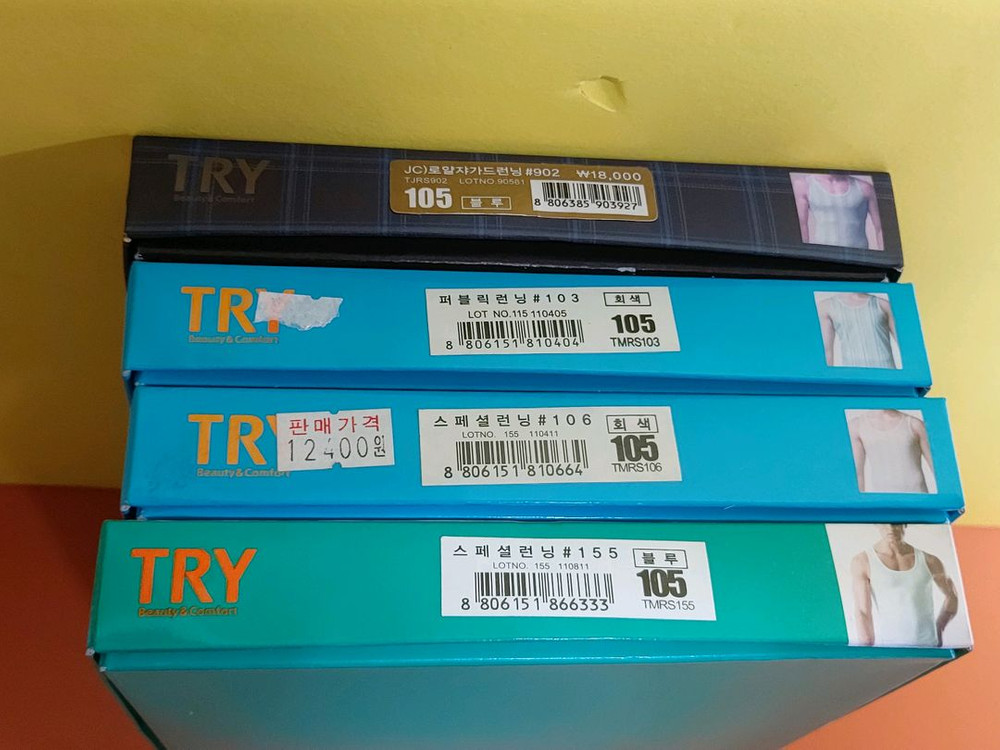 TRY
Beauty & Comfort
JC)로얄쟈가드런닝#902 ₩18,000
TJRS902 LOTNO.90581
105 블루
8 806385 903927
TRY
Beauty & Comfort
퍼블릭런닝#103 회색
LOT NO.115 110405
105
8 806151 810404
TMRS103
TRY
Beauty & Comfort
판매가격
12400원
스페셜런닝#106 회색
LOTNO. 155 110411
105
8 806151 810664
TMRS106
TRY
Beauty & Comfort
스페셜런닝#155 블루
LOTNO. 155 110811
105
8 806151 866333
TMRS155